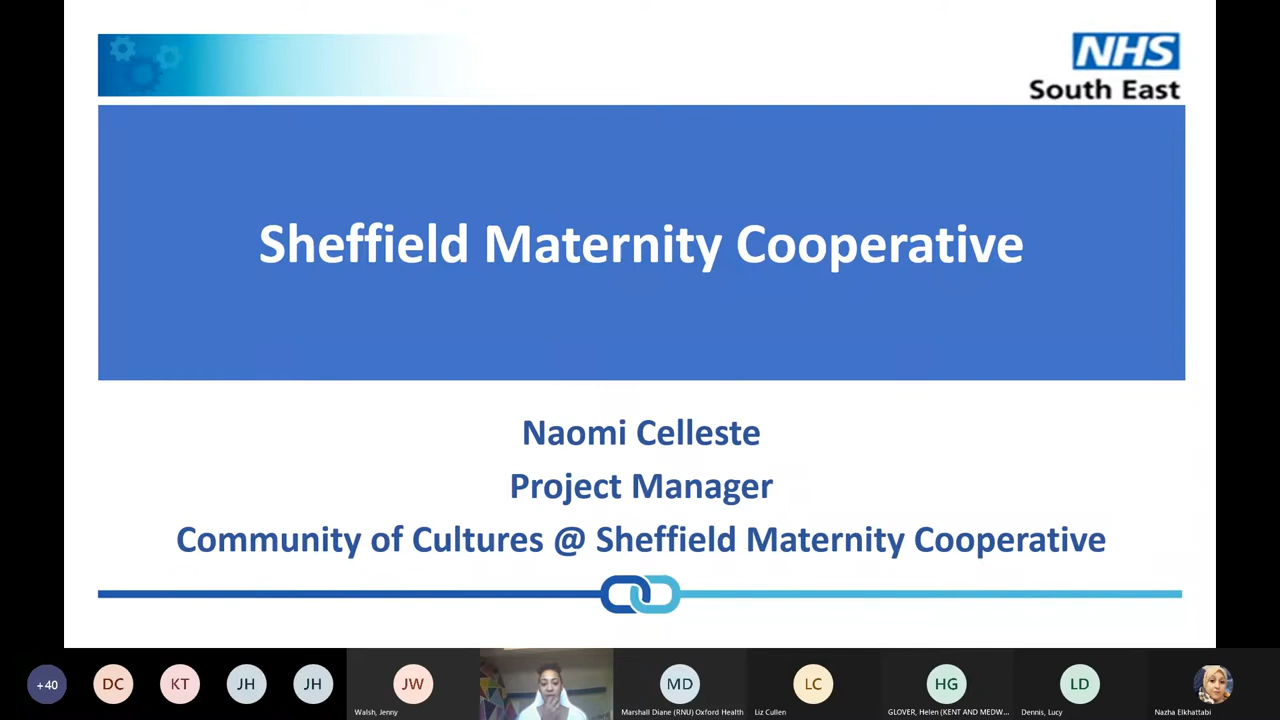 NHS
South East
Sheffield Maternity Cooperative
Naomi Celleste
Project Manager
Community of Cultures @ Sheffield Maternity Cooperative
+40
DC
KT
JH
JH
JW
MD
LC
HG
LD
Walsh, Jenny
Marshall Diane (RNU) Oxford Health
Liz Cullen
GLOVER, Helen (KENT AND MEDW...
Dennis, Lucy
Nazha Elkhattabi